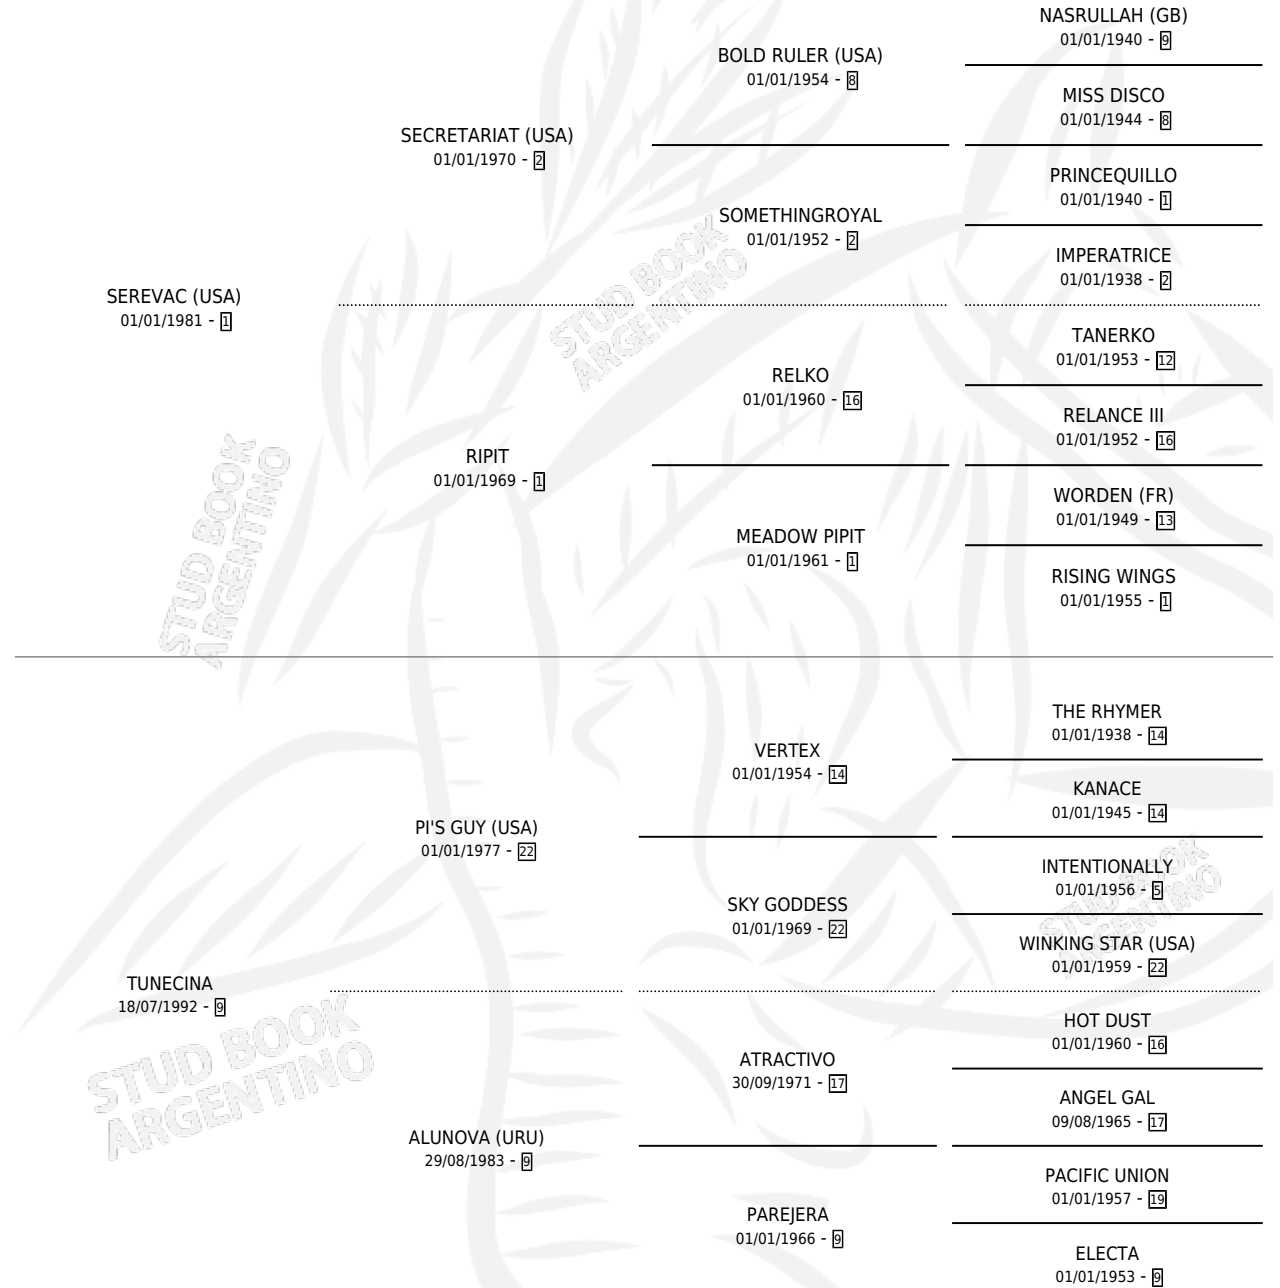 NASRULLAH (GB)
01/01/1940 - 9
BOLD RULER (USA)
01/01/1954 - 8
MISS DISCO
01/01/1944 - 8
SECRETARIAT (USA)
01/01/1970 - 2
PRINCEQUILLO
01/01/1940 - 1
SOMETHINGROYAL
01/01/1952 - 2
IMPERATRICE
01/01/1938 - 2
SEREVAC (USA)
01/01/1981 - 1
STUD BOOK
ARGENTINO
TANERKO
01/01/1953 - 12
RELKO
01/01/1960 - 16
RELANCE III
01/01/1952 - 16
RIPIT
01/01/1969 - 1
WORDEN (FR)
01/01/1949 - 13
MEADOW PIPIT
01/01/1961 - 1
RISING WINGS
01/01/1955 - 1
STUD BOOK
ARGENTINO
THE RHYMER
01/01/1938 - 14
VERTEX
01/01/1954 - 14
KANACE
01/01/1945 - 14
PI'S GUY (USA)
01/01/1977 - 22
INTENTIONALLY
01/01/1956 - 5
SKY GODDESS
01/01/1969 - 22
STUD BOOK
ARGENTINO
WINKING STAR (USA)
01/01/1959 - 22
TUNECINA
18/07/1992 - 9
HOT DUST
01/01/1960 - 16
ATRACTIVO
30/09/1971 - 17
ANGEL GAL
09/08/1965 - 17
STUD BOOK
ARGENTINO
ALUNOVA (URU)
29/08/1983 - 9
PACIFIC UNION
01/01/1957 - 19
PAREJERA
01/01/1966 - 9
ELECTA
01/01/1953 - 9